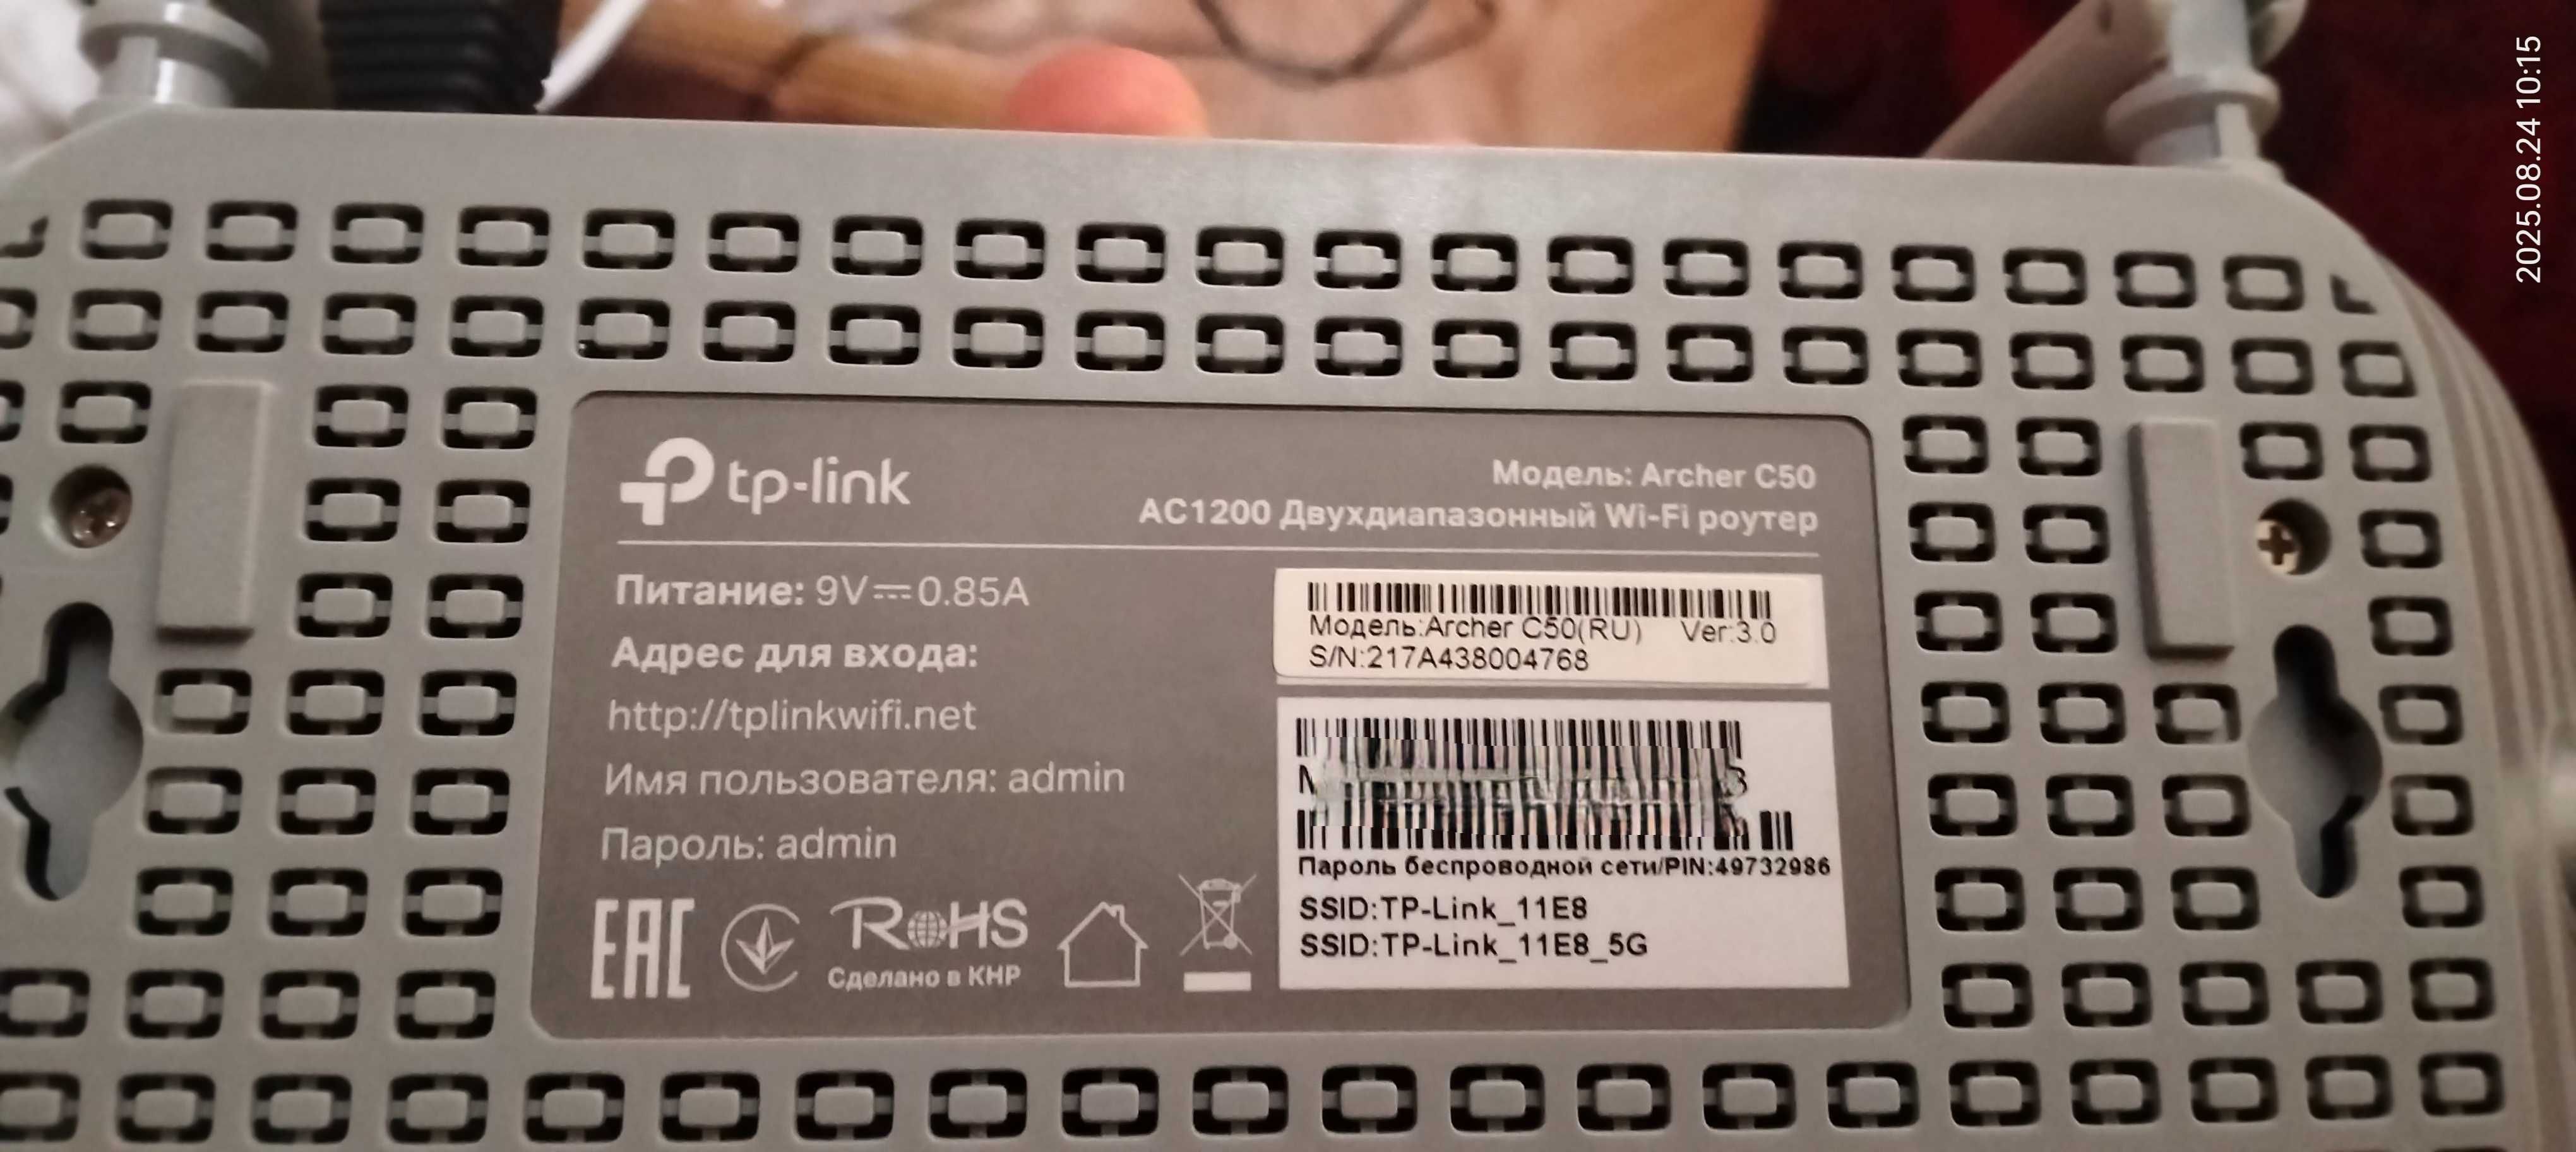 2025.08.24 10:15
tp-link
Модель: Archer C50
AC1200 Двухдиапазонный Wi-Fi роутер
Питание: 9V⎓0.85A
Адрес для входа:
http://tplinkwifi.net
Имя пользователя: admin
Пароль: admin
EAC
RoHS
Сделано в КНР
Модель:Archer C50(RU) Ver:3.0
S/N:217A438004768
Пароль беспроводной сети/PIN:49732986
SSID:TP-Link_11E8
SSID:TP-Link_11E8_5G